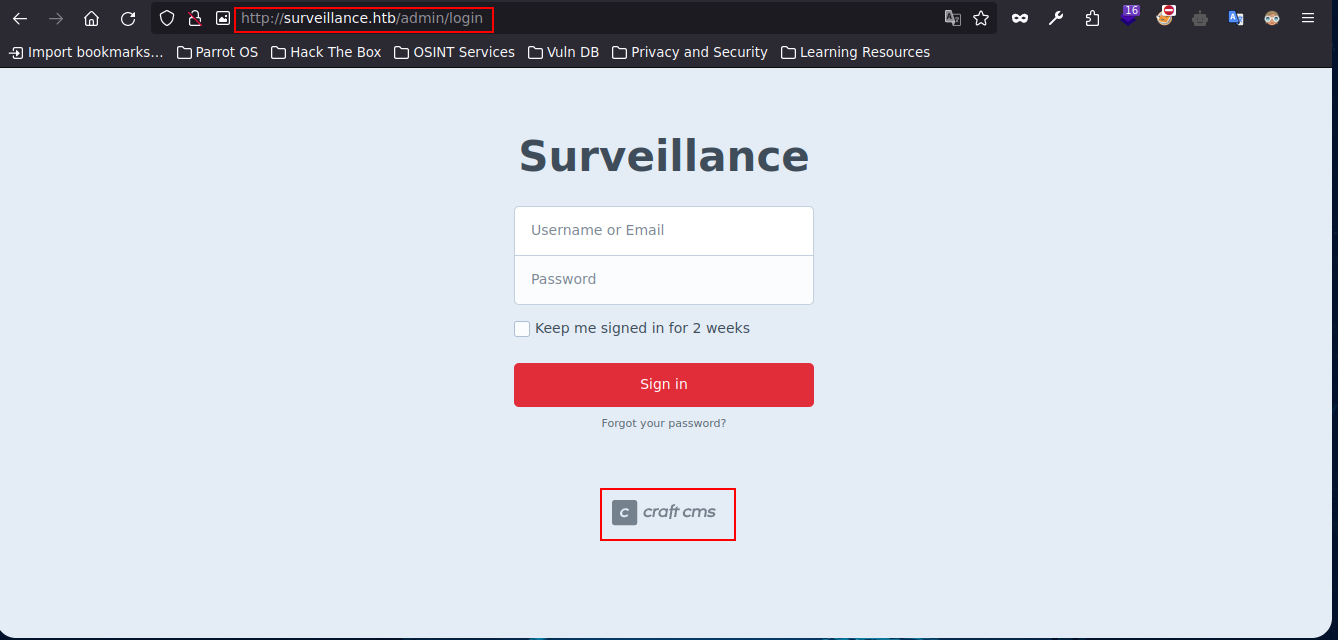 http://surveillance.htb/admin/login
16
Import bookmarks... Parrot OS Hack The Box OSINT Services Vuln DB Privacy and Security Learning Resources
Surveillance
Username or Email
Password
Keep me signed in for 2 weeks
Sign in
Forgot your password?
c craft cms